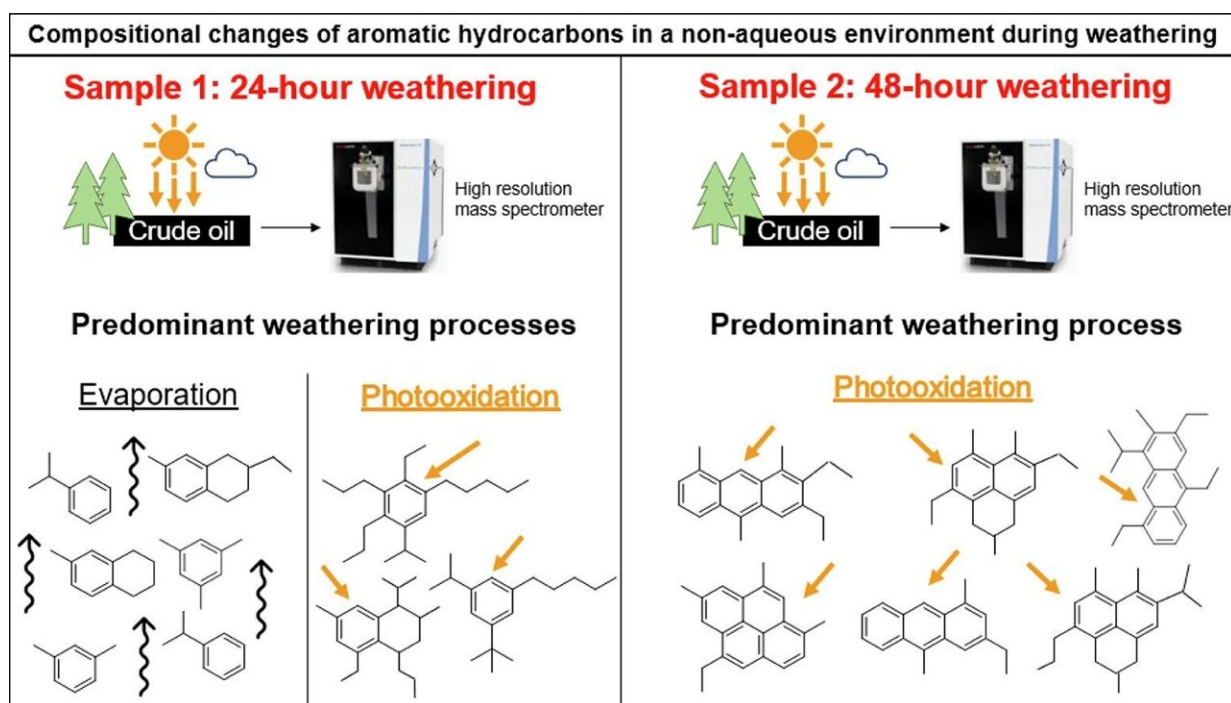 Compositional changes of aromatic hydrocarbons in a non-aqueous environment during weathering
Sample 1: 24-hour weathering
Crude oil
High resolution
mass spectrometer
Predominant weathering processes
Evaporation
Photooxidation
Sample 2: 48-hour weathering
Crude oil
High resolution
mass spectrometer
Predominant weathering process
Photooxidation